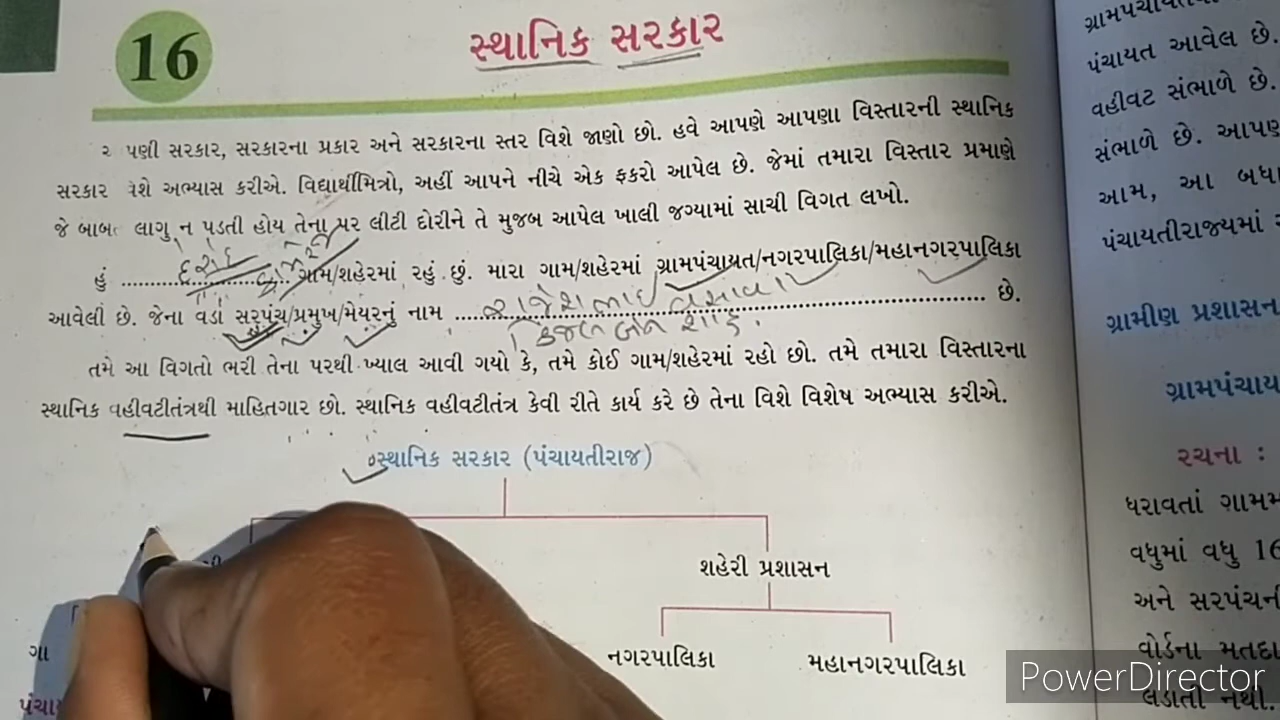 16
સ્થાનિક સરકાર
પણી સરકાર, સરકારના પ્રકાર અને સરકારના સ્તર વિશે જાણો છો. હવે આપણે આપણા વિસ્તારની સ્થાનિક
સરકાર વિશે અભ્યાસ કરીએ. વિદ્યાર્થીમિત્રો, અહીં આપને નીચે એક ફકરો આપેલ છે. જેમાં તમારા વિસ્તાર પ્રમાણે
જે બાબત લાગુ ન પડતી હોય તેના પર લીટી દોરીને તે મુજબ આપેલ ખાલી જગ્યામાં સાચી વિગત લખો.
હું .................... ગ્રામ/શહેરમાં રહું છું. મારા ગામ/શહેરમાં ગ્રામપંચાયત/નગરપાલિકા/મહાનગરપાલિકા
આવેલી છે. જેના વડા સરપંચ/પ્રમુખ/મેયરનું નામ રાજેશભાઈ વસાવા છે.
તમે આ વિગતો ભરી તેના પરથી ખ્યાલ આવી ગયો કે, તમે કોઈ ગામ/શહેરમાં રહો છો. તમે તમારા વિસ્તારના
સ્થાનિક વહીવટીતંત્રથી માહિતગાર છો. સ્થાનિક વહીવટીતંત્ર કેવી રીતે કાર્ય કરે છે તેના વિશે વિશેષ અભ્યાસ કરીએ.
સ્થાનિક સરકાર (પંચાયતીરાજ)
શહેરી પ્રશાસન
નગરપાલિકા
મહાનગરપાલિકા
ગા
પંચાય
પંચાયત આવેલ છે.
વહીવટ સંભાળે છે.
સંભાળે છે. આપણ
આમ, આ બધા
પંચાયતીરાજ્યમાં
ગ્રામીણ પ્રશાસન
ગ્રામપંચાય
રચના :
ધરાવતાં ગામમ
વધુમાં વધુ 16
અને સરપંચની
વોર્ડના મતદા
લડાતી નથી.
PowerDirector